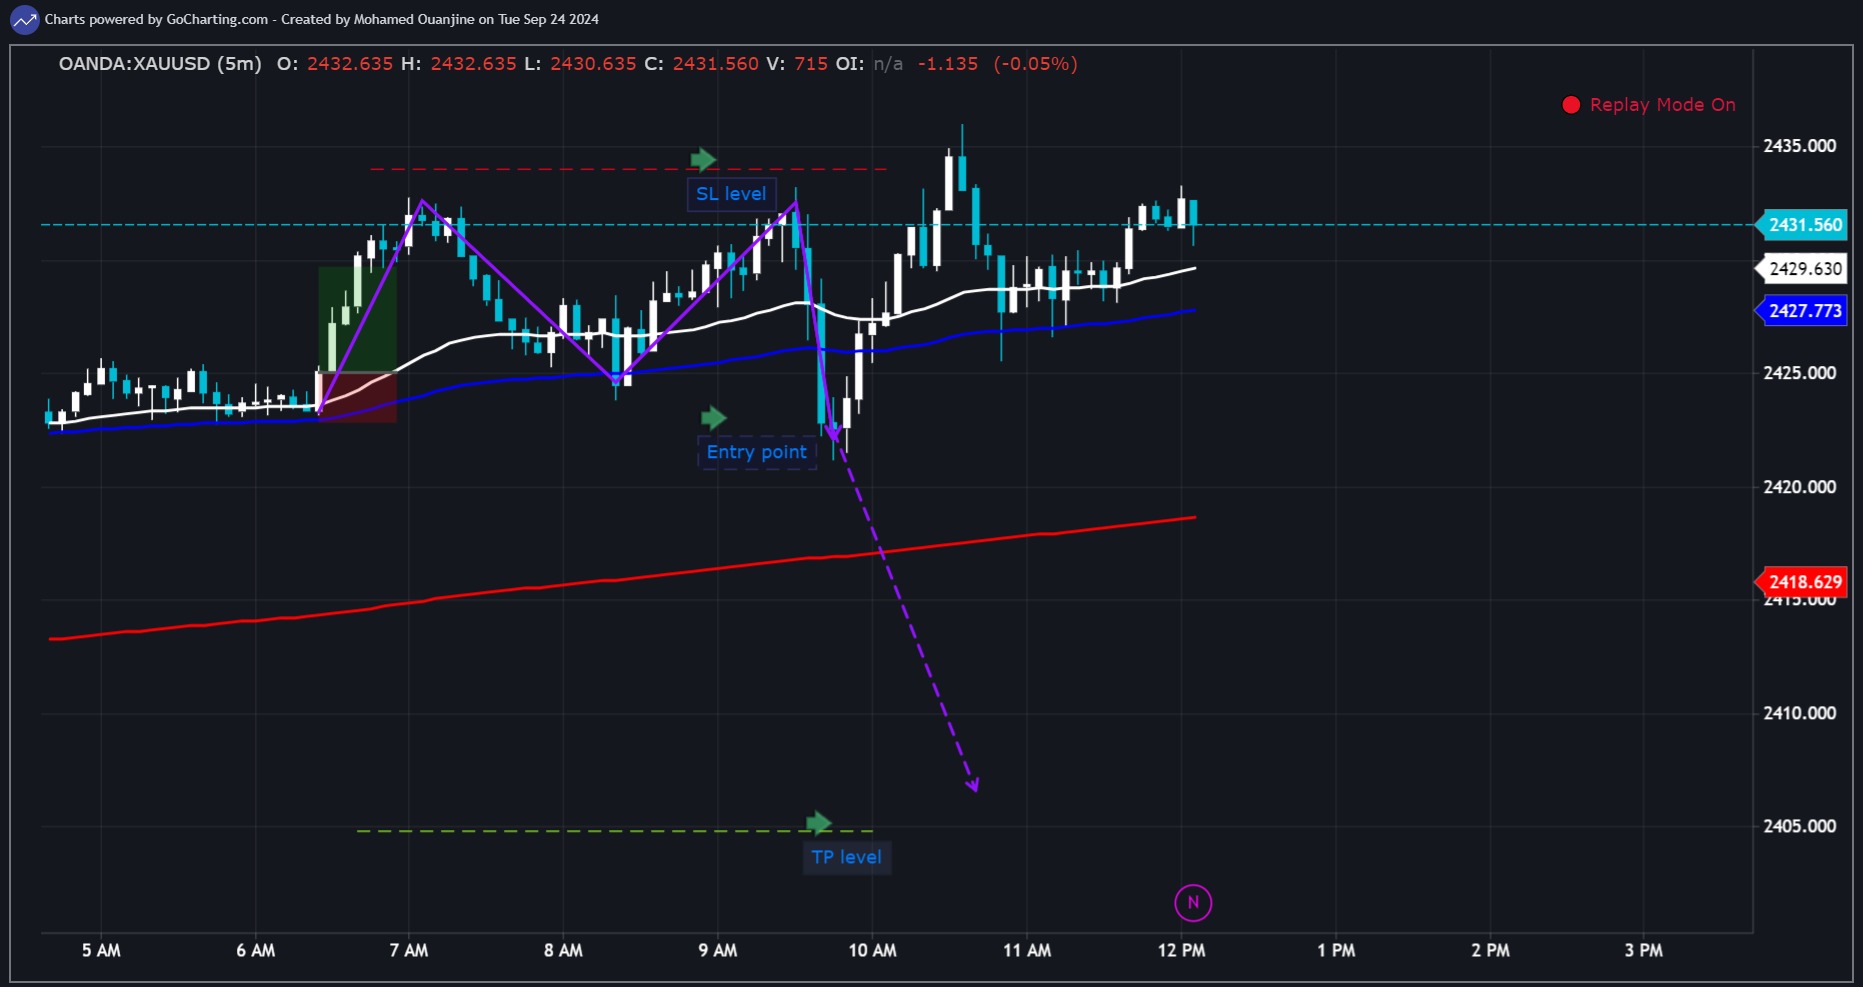 Charts powered by GoCharting.com - Created by Mohamed Ouanjine on Tue Sep 24 2024
OANDA:XAUUSD (5m) O: 2432.635 H: 2432.635 L: 2430.635 C: 2431.560 V: 715 OI: n/a -1.135 (-0.05%)
Replay Mode On
2435.000
SL level
2431.560
2429.630
2427.773
2425.000
Entry point
2420.000
2418.629
2415.000
2410.000
2405.000
TP level
N
5 AM 6 AM 7 AM 8 AM 9 AM 10 AM 11 AM 12 PM 1 PM 2 PM 3 PM